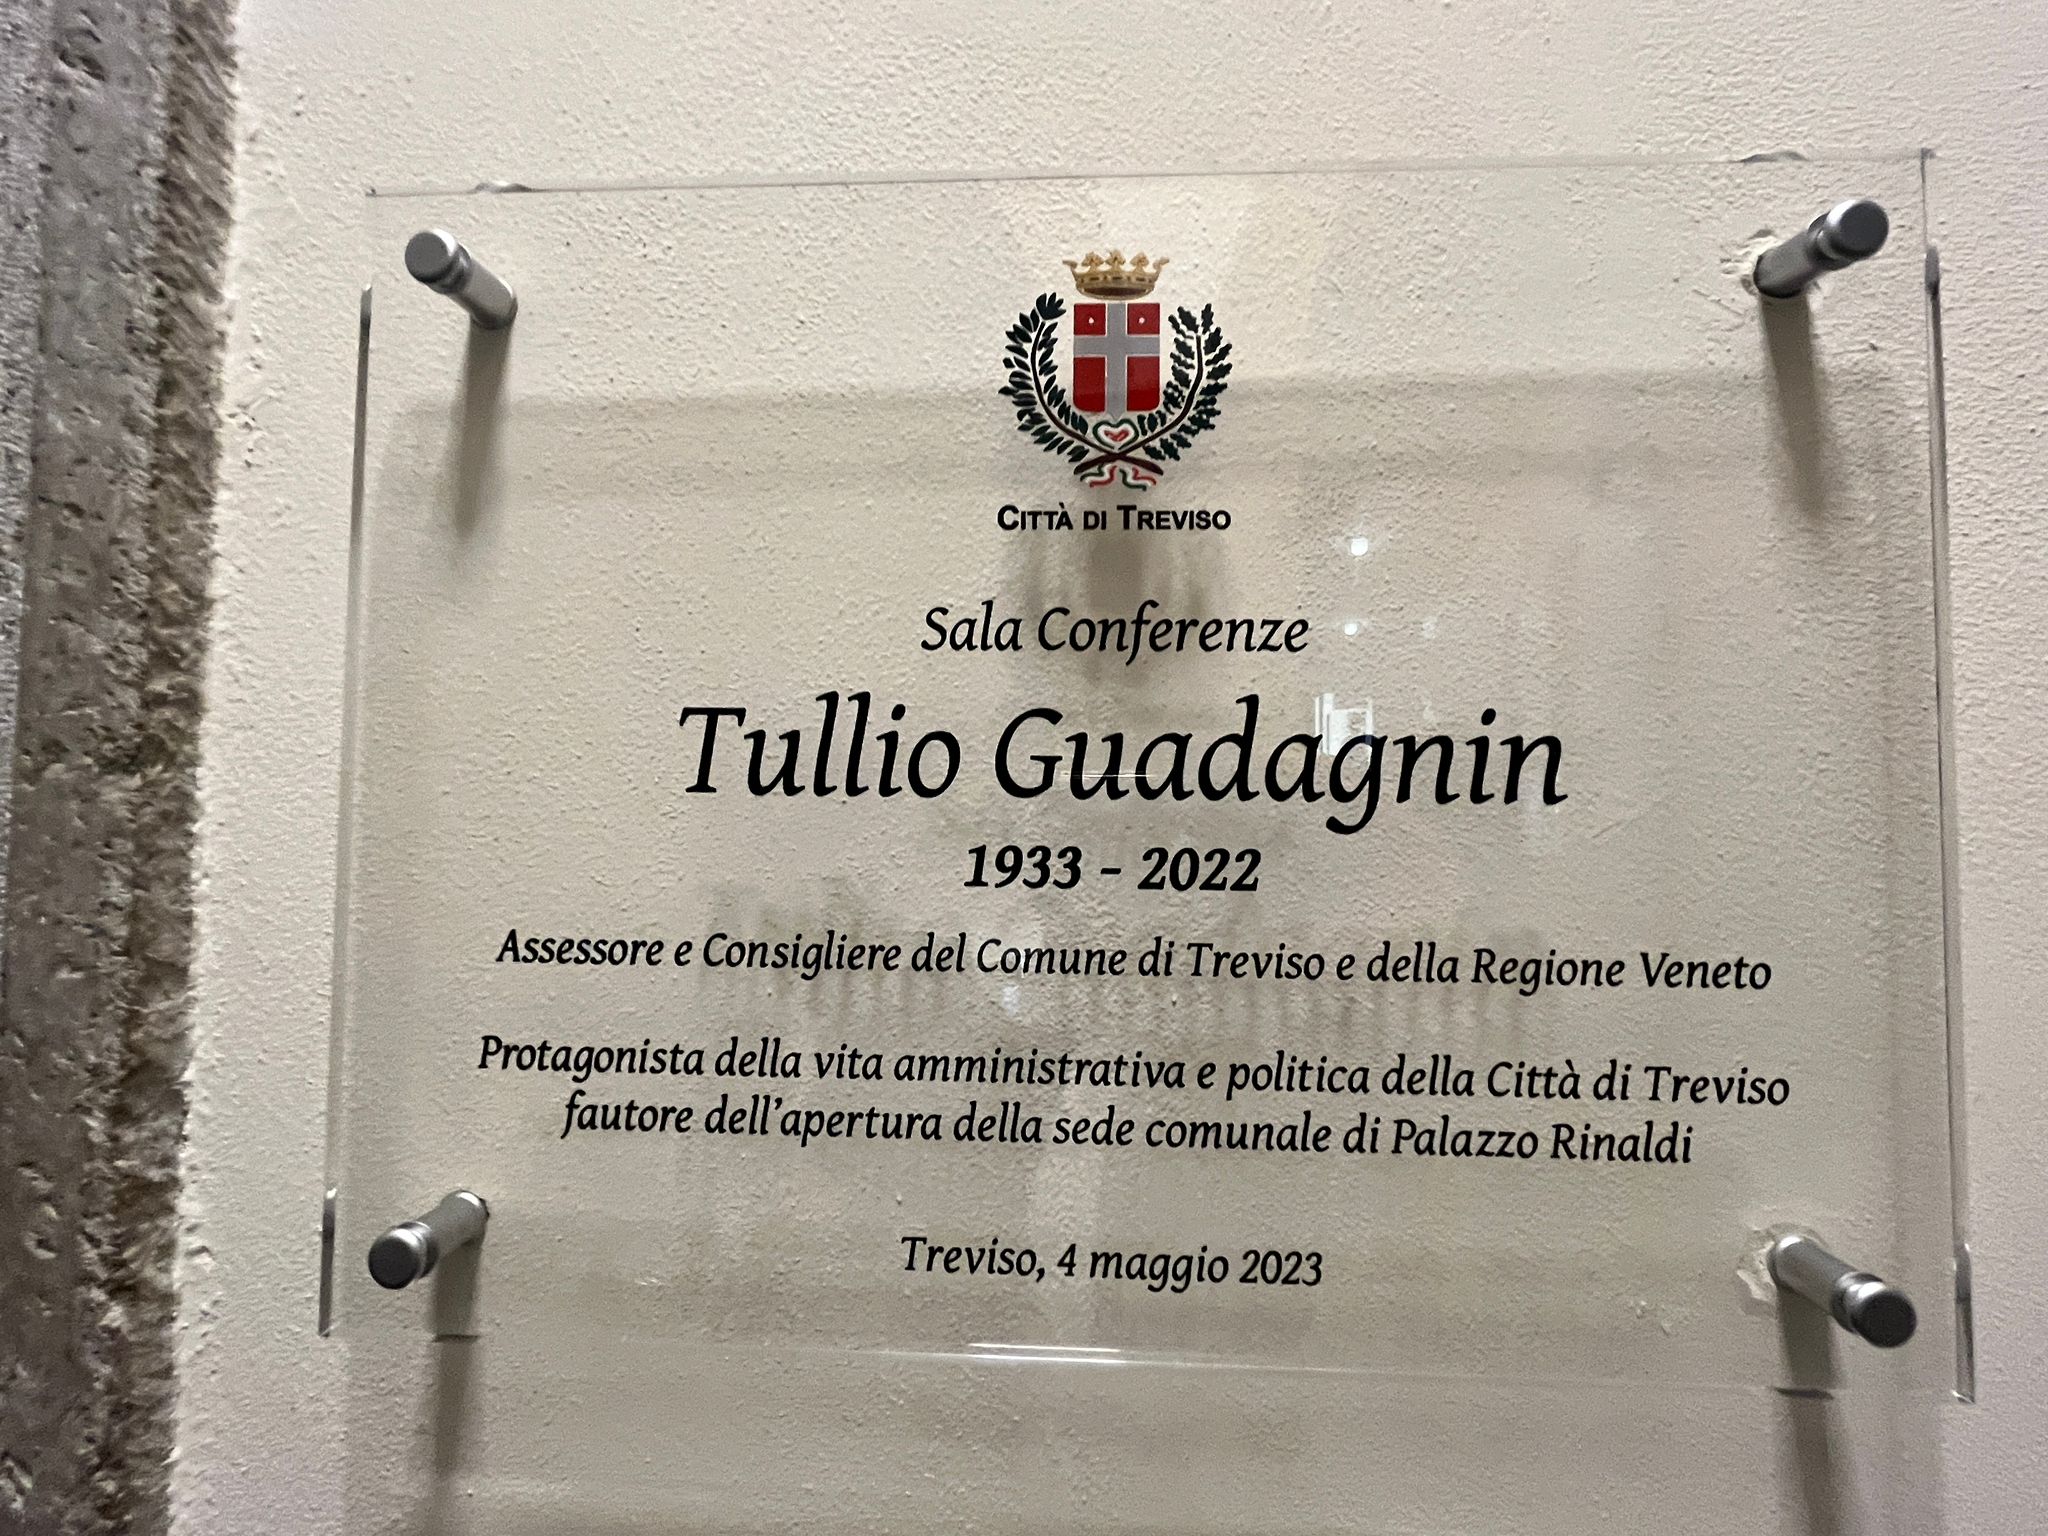 CITTÀ DI TREVISO
Sala Conferenze
Tullio Guadagnin
1933 - 2022
Assessore e Consigliere del Comune di Treviso e della Regione Veneto
Protagonista della vita amministrativa e politica della Città di Treviso
fautore dell'apertura della sede comunale di Palazzo Rinaldi
Treviso, 4 maggio 2023